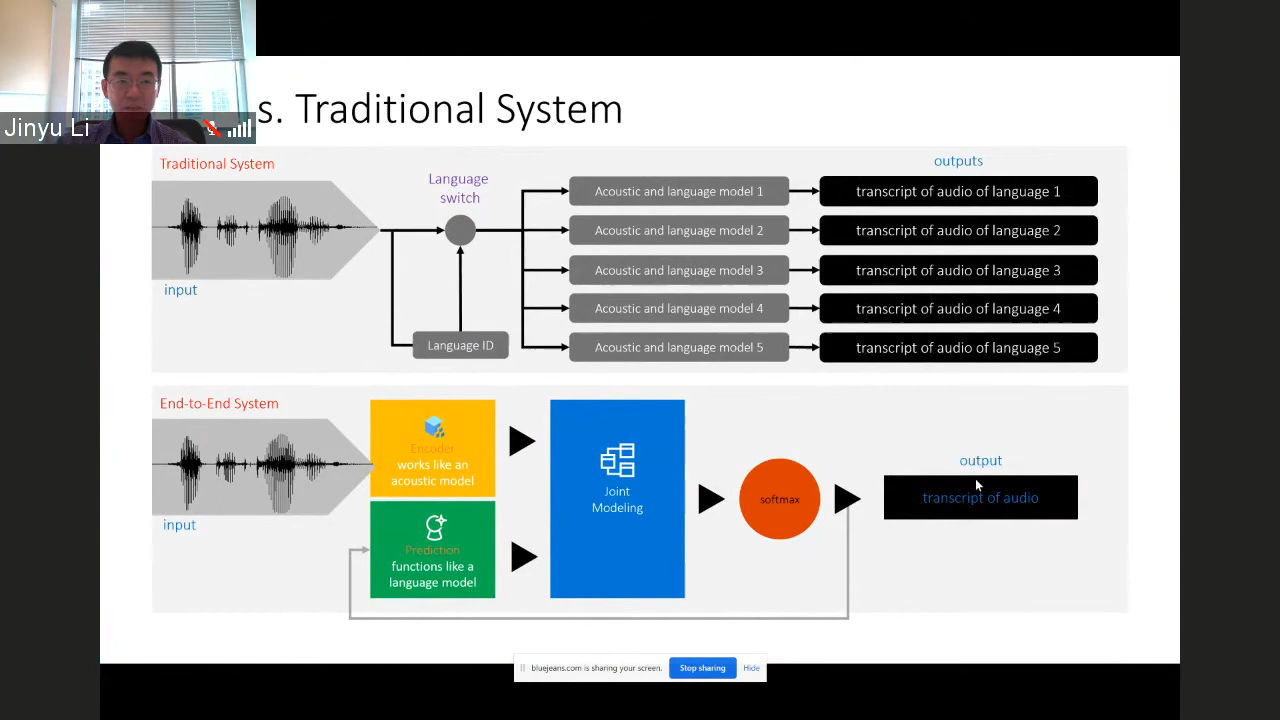 Jinyu Li
s. Traditional System
Traditional System
outputs
Language
switch
Acoustic and language model 1
transcript of audio of language 1
Acoustic and language model 2
transcript of audio of language 2
Acoustic and language model 3
transcript of audio of language 3
input
Acoustic and language model 4
transcript of audio of language 4
Language ID
Acoustic and language model 5
transcript of audio of language 5
End-to-End System
Encoder
works like an
acoustic model
output
Joint
Modeling
softmax
transcript of audio
input
Prediction
functions like a
language model
bluejeans.com is sharing your screen.
Stop sharing
Hide